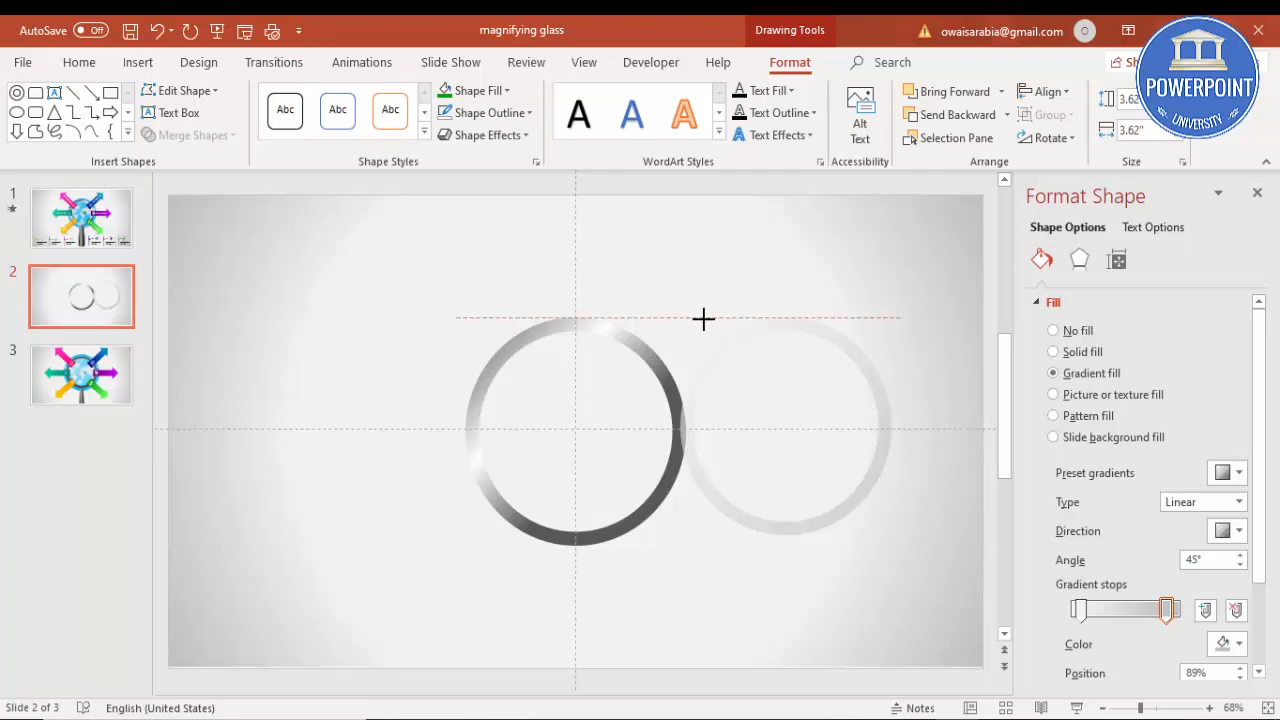 AutoSave Off magnifying glass Drawing Tools owaisarabia@gmail.com O
File Home Insert Design Transitions Animations Slide Show Review View Developer Help Format Search Sh
Edit Shape
Text Box
Merge Shapes
Insert Shapes
Abc Abc Abc
Shape Fill
Shape Outline
Shape Effects
Shape Styles
A A A
Text Fill
Text Outline
Text Effects
WordArt Styles
Alt
Text
Accessibility
Bring Forward
Send Backward
Selection Pane
Align
Group
Rotate
Arrange
3.62"
3.62"
Size
POWERPOINT
UNIVERSITY
1
2
3
Format Shape
Shape Options Text Options
Fill
No fill
Solid fill
Gradient fill
Picture or texture fill
Pattern fill
Slide background fill
Preset gradients
Type Linear
Direction
Angle 45°
Gradient stops
Color
Position 89%
Slide 2 of 3 English (United States) Notes 68%